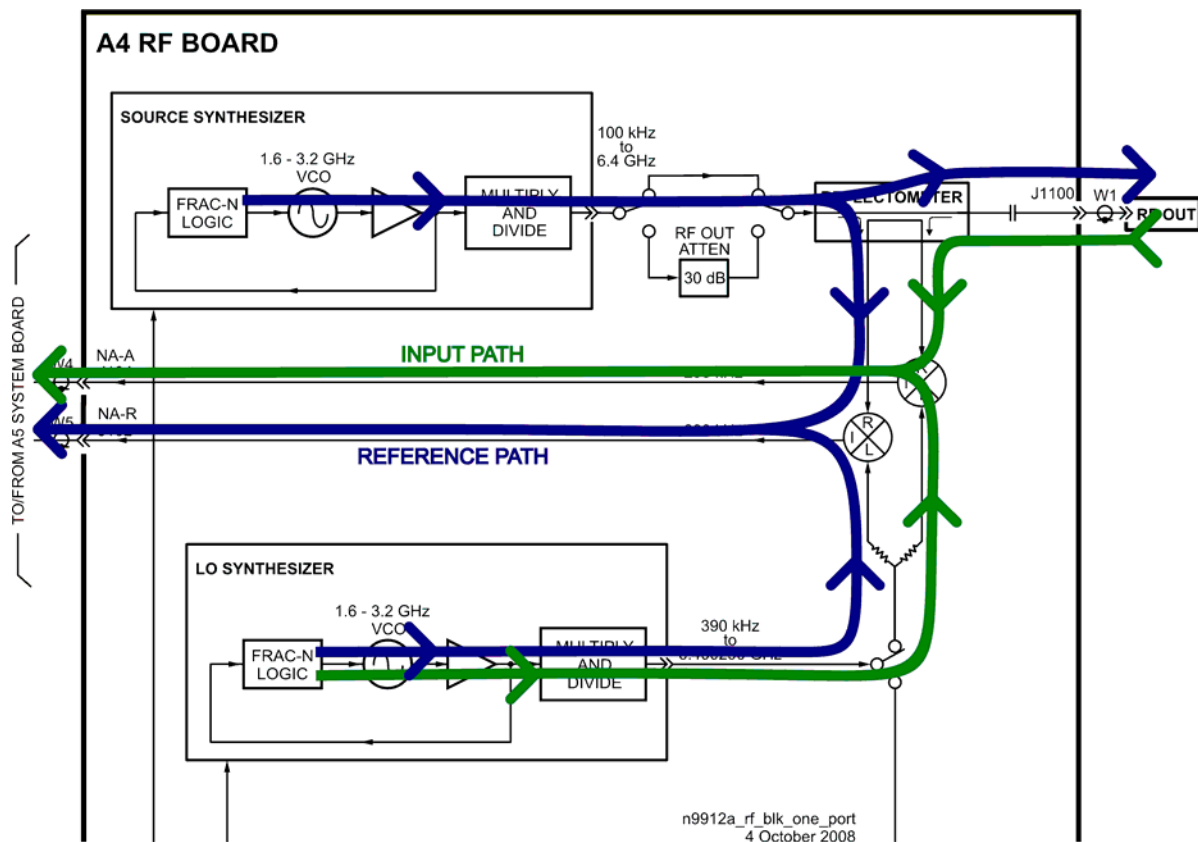 A4 RF BOARD
SOURCE SYNTHESIZER
1.6 - 3.2 GHz
VCO
FRAC-N
LOGIC
MULTIPLY
AND
DIVIDE
100 kHz
to
6.4 GHz
RF OUT
ATTEN
30 dB
J1100
W1
RF OUT
TO/FROM A5 SYSTEM BOARD
NA-A
INPUT PATH
NA-R
W5
REFERENCE PATH
R
I
L
LO SYNTHESIZER
1.6 - 3.2 GHz
VCO
FRAC-N
LOGIC
MULTIPLY
AND
DIVIDE
390 kHz
to
n9912a_rf_blk_one_port
4 October 2008